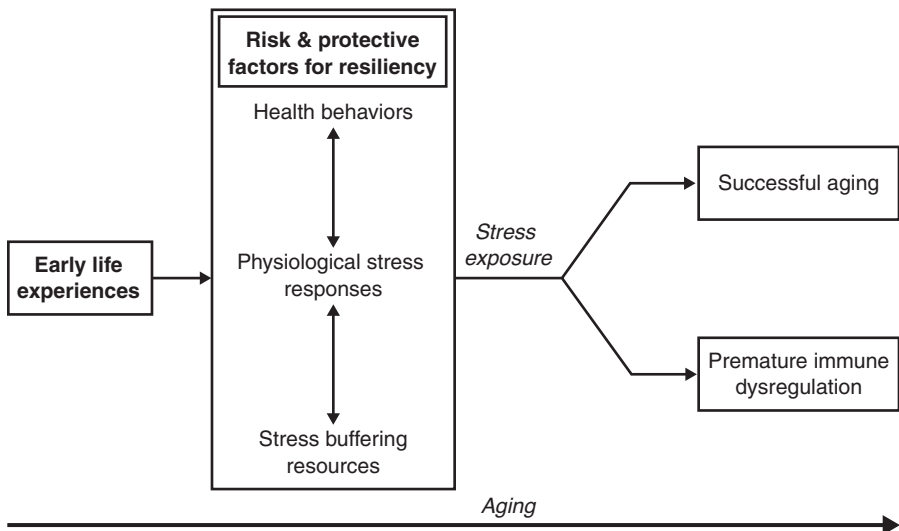 Risk & protective
factors for resiliency
Health behaviors
Early life
experiences
Physiological stress
responses
Stress buffering
resources
Stress
exposure
Successful aging
Premature immune
dysregulation
Aging